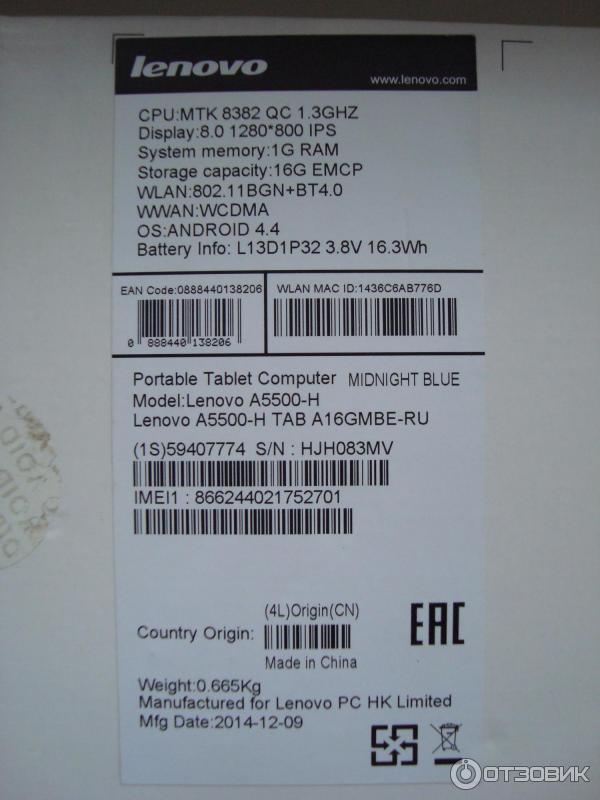 lenovo
www.lenovo.com
CPU:MTK 8382 QC 1.3GHZ
Display:8.0 1280*800 IPS
System memory:1G RAM
Storage capacity:16G EMCP
WLAN:802.11BGN+BT4.0
WWAN:WCDMA
OS:ANDROID 4.4
Battery Info: L13D1P32 3.8V 16.3Wh
EAN Code:0888440138206
WLAN MAC ID:1436C6AB776D
0 888440 138206
Portable Tablet Computer MIDNIGHT BLUE
Model:Lenovo A5500-H
Lenovo A5500-H TAB A16GMBE-RU
(1S)59407774 S/N : HJH083MV
IMEI1 : 866244021752701
(4L)Origin(CN)
Country Origin:
Made in China
EAC
Weight:0.665Kg
Manufactured for Lenovo PC HK Limited
Mfg Date:2014-12-09
ОТЗОВИК